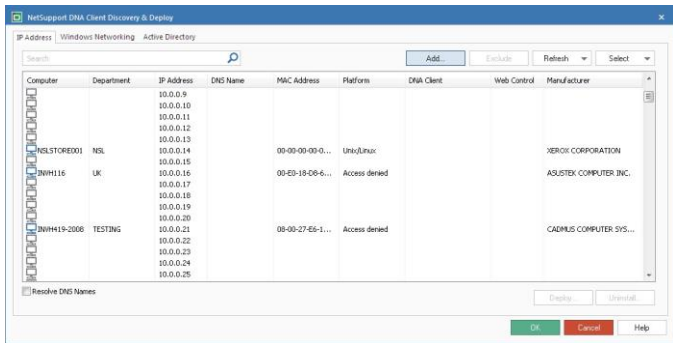 NetSupport DNA Client Discovery & Deploy
IP Address Windows Networking Active Directory
Search Add... Exclude Refresh Select
Computer Department IP Address DNS Name MAC Address Platform DNA Client Web Control Manufacturer
10.0.0.9
10.0.0.10
10.0.0.11
10.0.0.12
10.0.0.13
NSLSTORE001 NSL 10.0.0.14 00-00-00-00-0... Unix/Linux XEROX CORPORATION
10.0.0.15
INVH116 UK 10.0.0.16 00-E0-18-D8-6... Access denied ASUSTEK COMPUTER INC.
10.0.0.17
10.0.0.18
10.0.0.19
10.0.0.20
INVH419-2008 TESTING 10.0.0.21 08-00-27-E6-1... Access denied CADMUS COMPUTER SYS...
10.0.0.22
10.0.0.23
10.0.0.24
10.0.0.25
Resolve DNS Names
Deploy... Uninstall...
OK Cancel Help